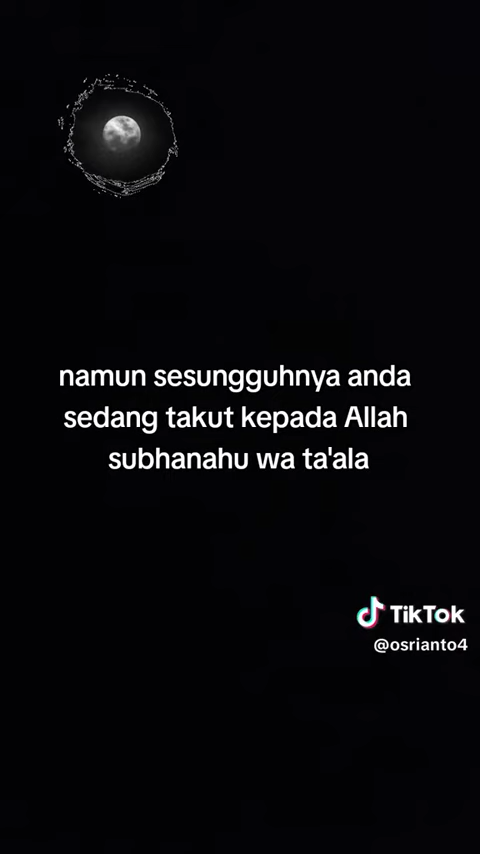 namun sesungguhnya anda
sedang takut kepada Allah
subhanahu wa ta'ala
TikTok
@osrianto4